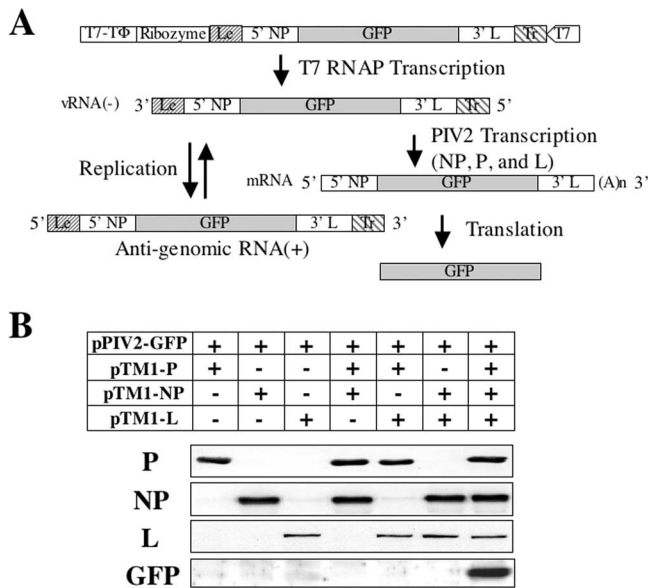 A
T7-TΦ Ribozyme Le 5' NP GFP 3' L Tr T7
T7 RNAP Transcription
vRNA(-) 3' Le 5' NP GFP 3' L Tr 5'
PIV2 Transcription
(NP, P, and L)
Replication
mRNA 5' 5' NP GFP 3' L (A)n 3'
5' Le 5' NP GFP 3' L Tr 3'
Anti-genomic RNA(+)
Translation
GFP
B
pPIV2-GFP + + + + + + +
pTM1-P + - - + + - +
pTM1-NP - + - + - + +
pTM1-L - - + - + + +
P
NP
L
GFP